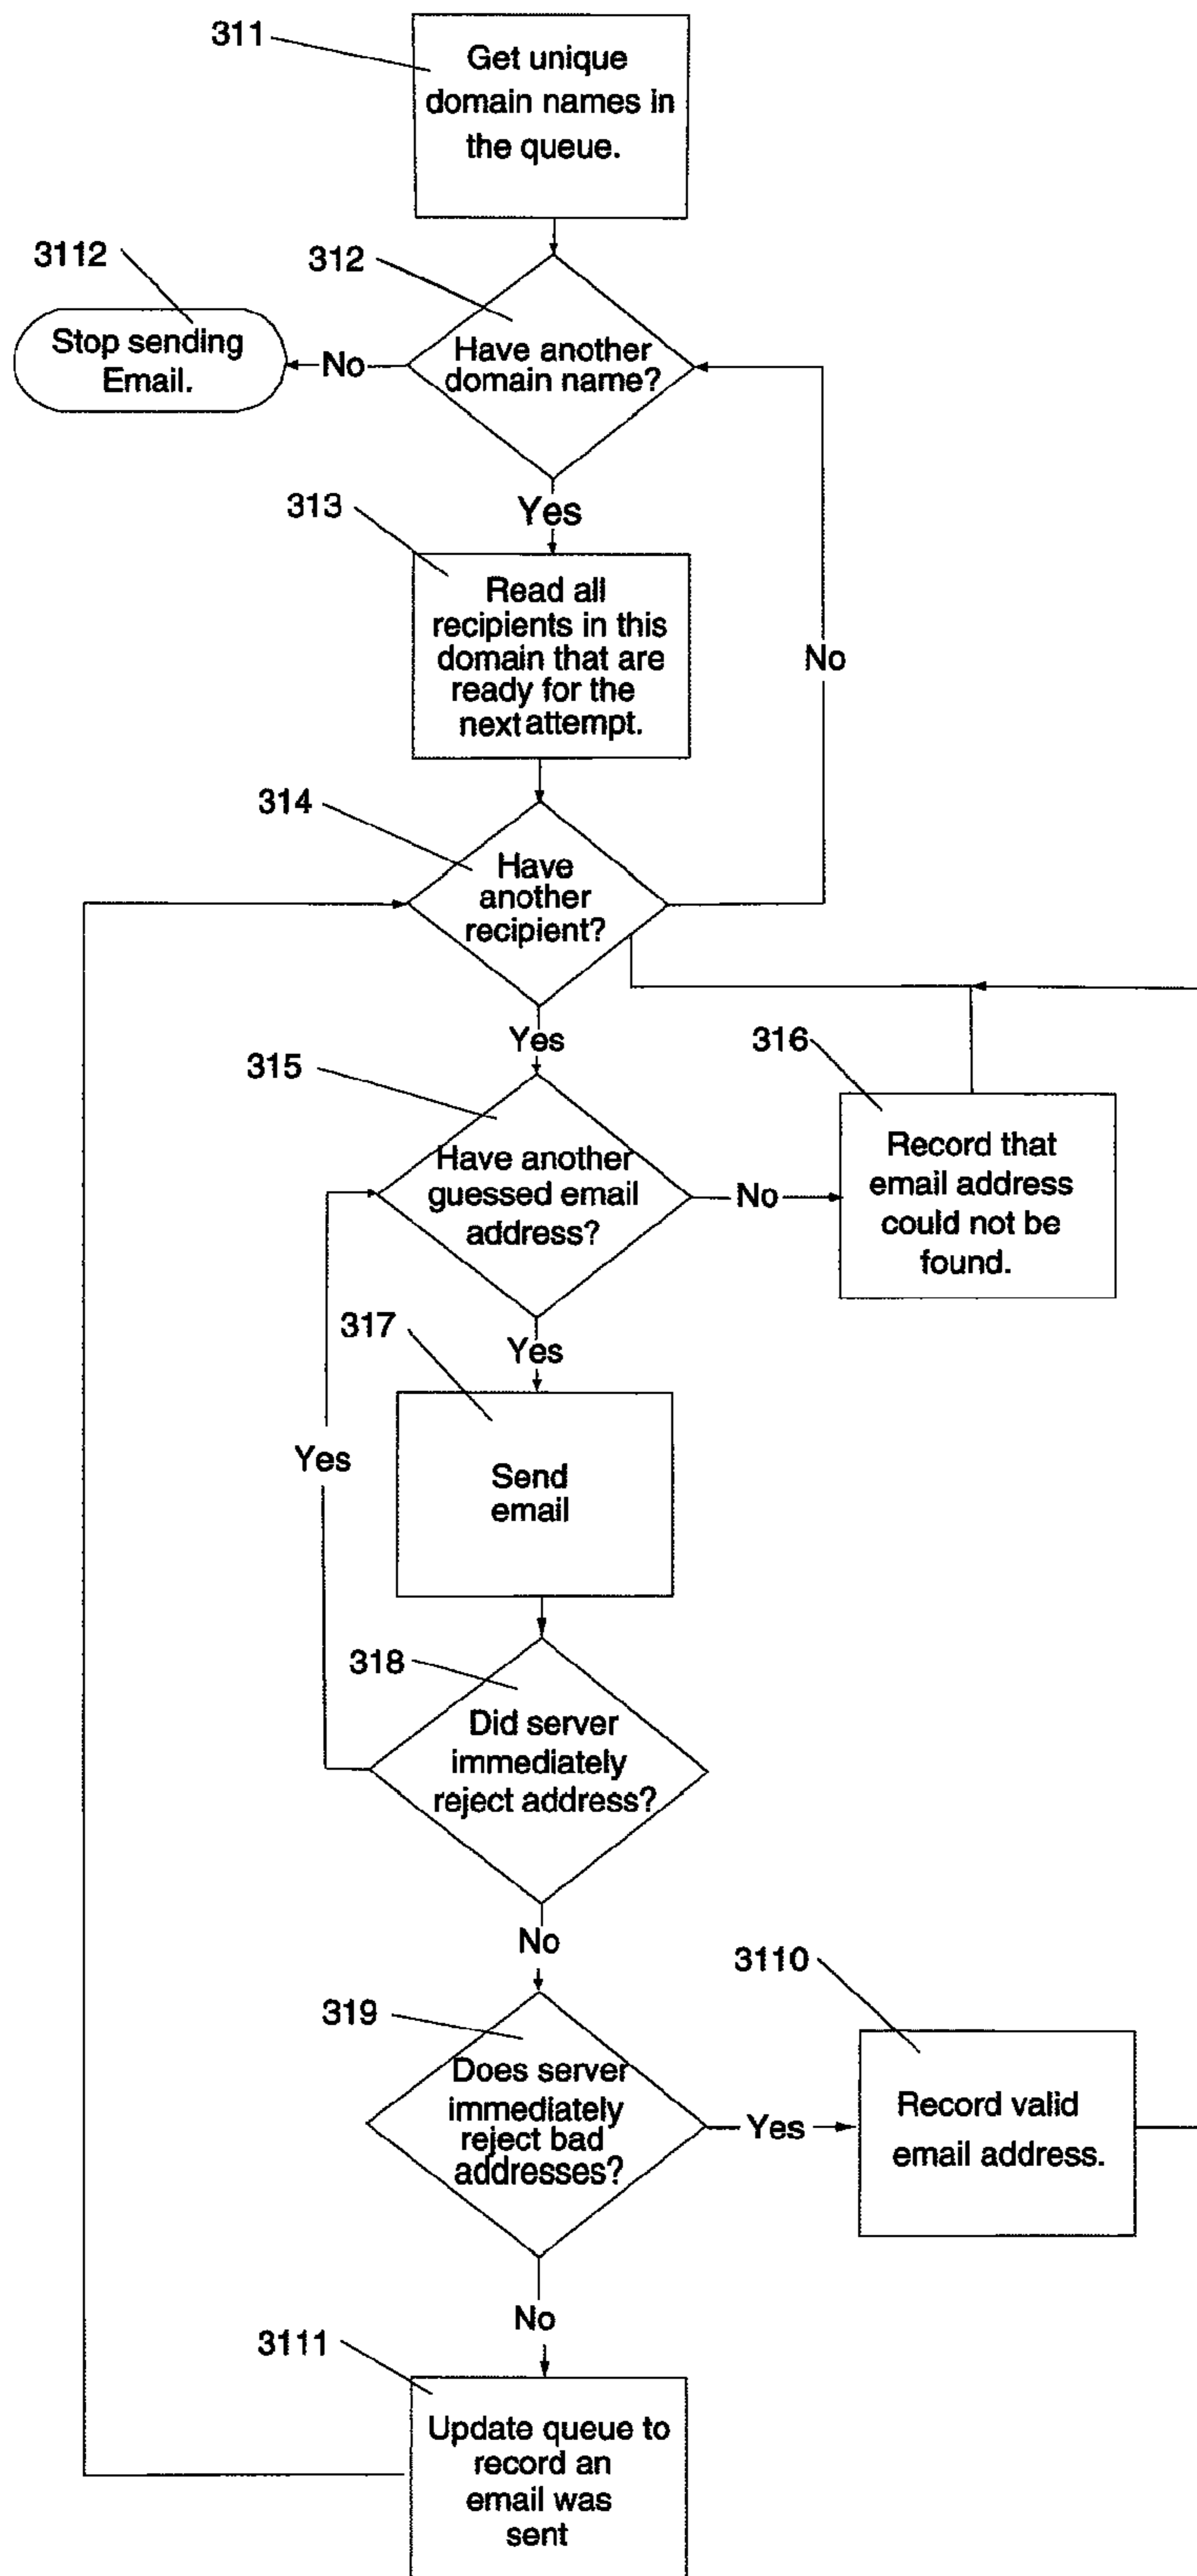 311
Get unique
domain names in
the queue.
3112
312
Stop sending
Email.
No
Have another
domain name?
Yes
313
Read all
recipients in this
domain that are
ready for the
next attempt.
No
314
Have
another
recipient?
Yes
315
316
Have another
guessed email
address?
No
Record that
email address
could not be
found.
317
Yes
Yes
Send
email
318
Did server
immediately
reject address?
No
3110
319
Does server
immediately
reject bad
addresses?
Yes
Record valid
email address.
No
3111
Update queue to
record an
email was
sent